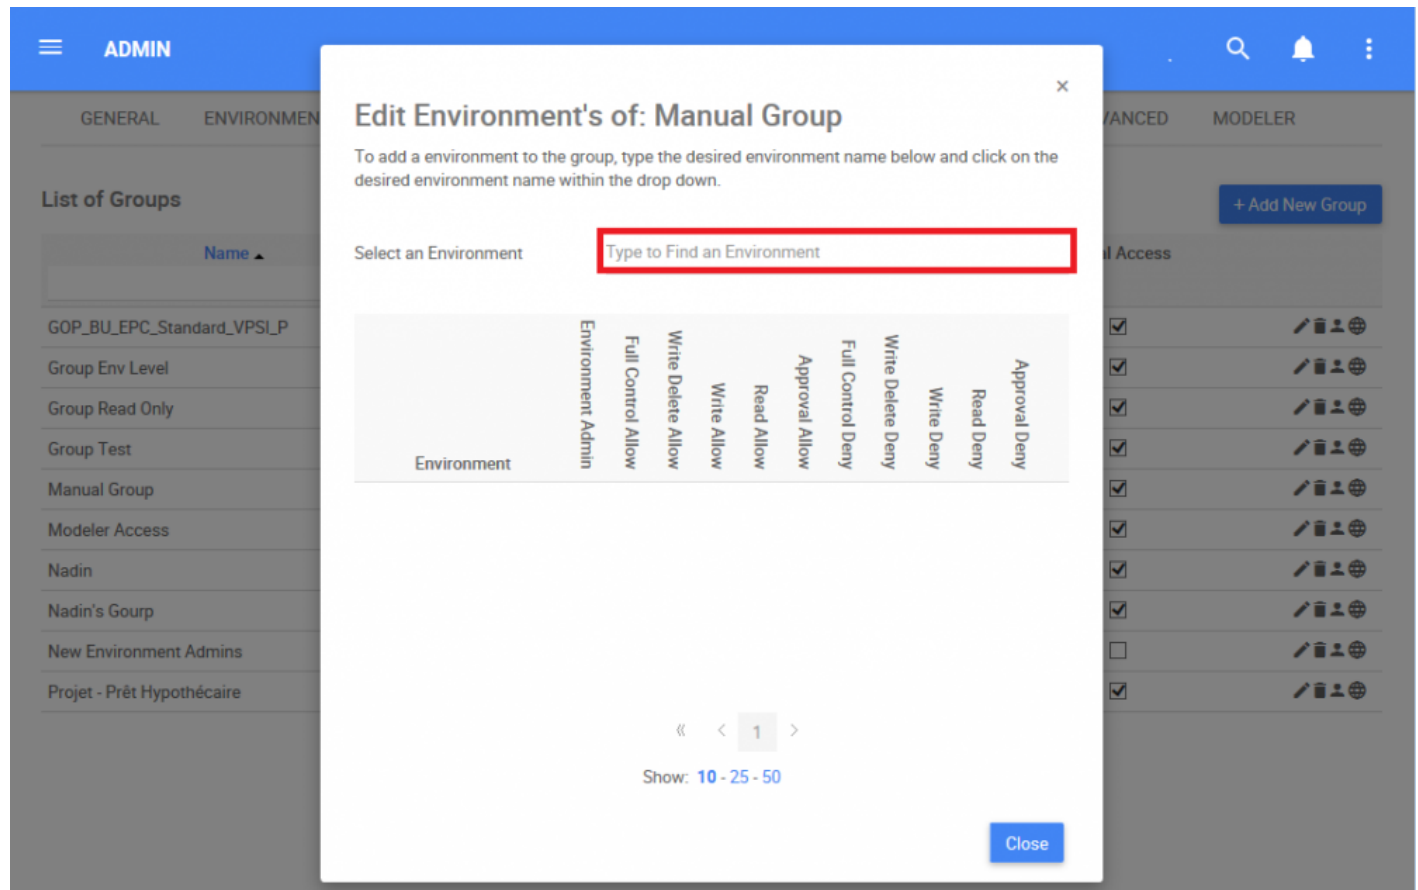 ADMIN
GENERAL
ENVIRONMEN
VANCED
MODELER
List of Groups
+ Add New Group
Name
l Access
GOP_BU_EPC_Standard_VPSI_P
Group Env Level
Group Read Only
Group Test
Manual Group
Modeler Access
Nadin
Nadin's Gourp
New Environment Admins
Projet - Prêt Hypothécaire
×
Edit Environment's of: Manual Group
To add a environment to the group, type the desired environment name below and click on the
desired environment name within the drop down.
Select an Environment
Type to Find an Environment
Environment
Environment Admin
Full Control Allow
Write Delete Allow
Write Allow
Read Allow
Approval Allow
Full Control Deny
Write Delete Deny
Write Deny
Read Deny
Approval Deny
« < 1 >
Show: 10 - 25 - 50
Close